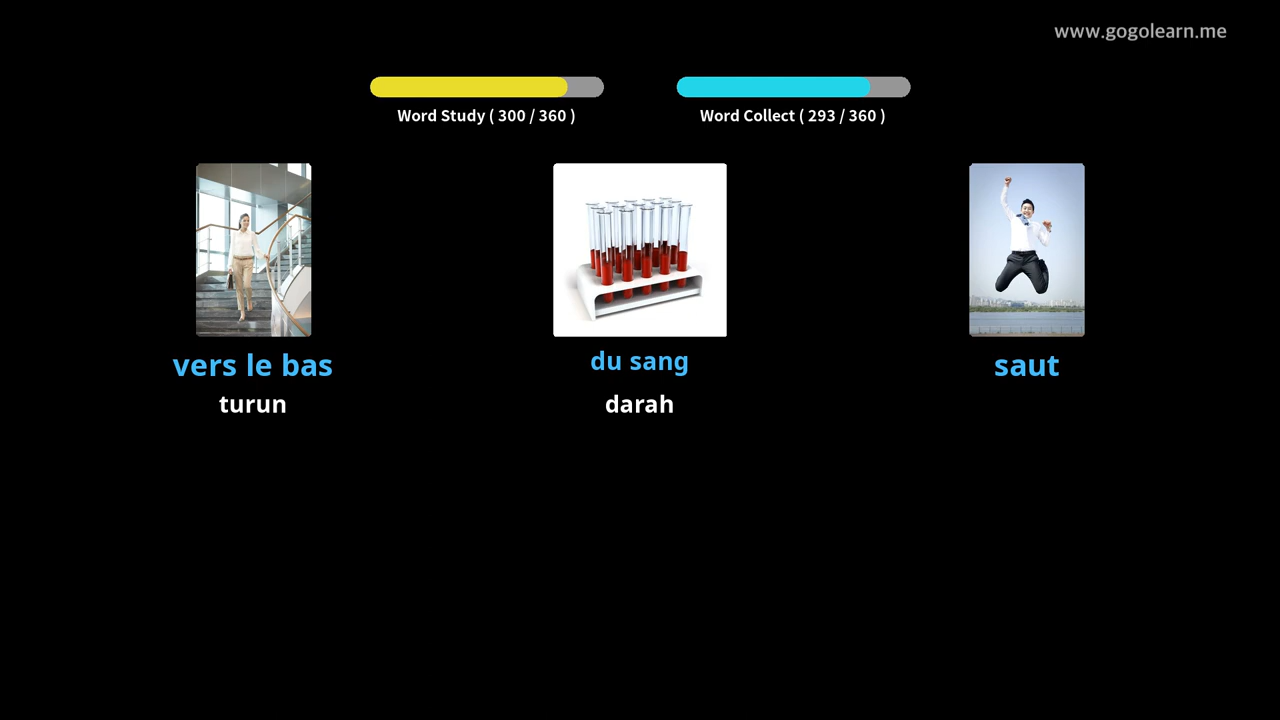 www.gogolearn.me
Word Study ( 300 / 360 )
Word Collect ( 293 / 360 )
vers le bas
turun
du sang
darah
saut